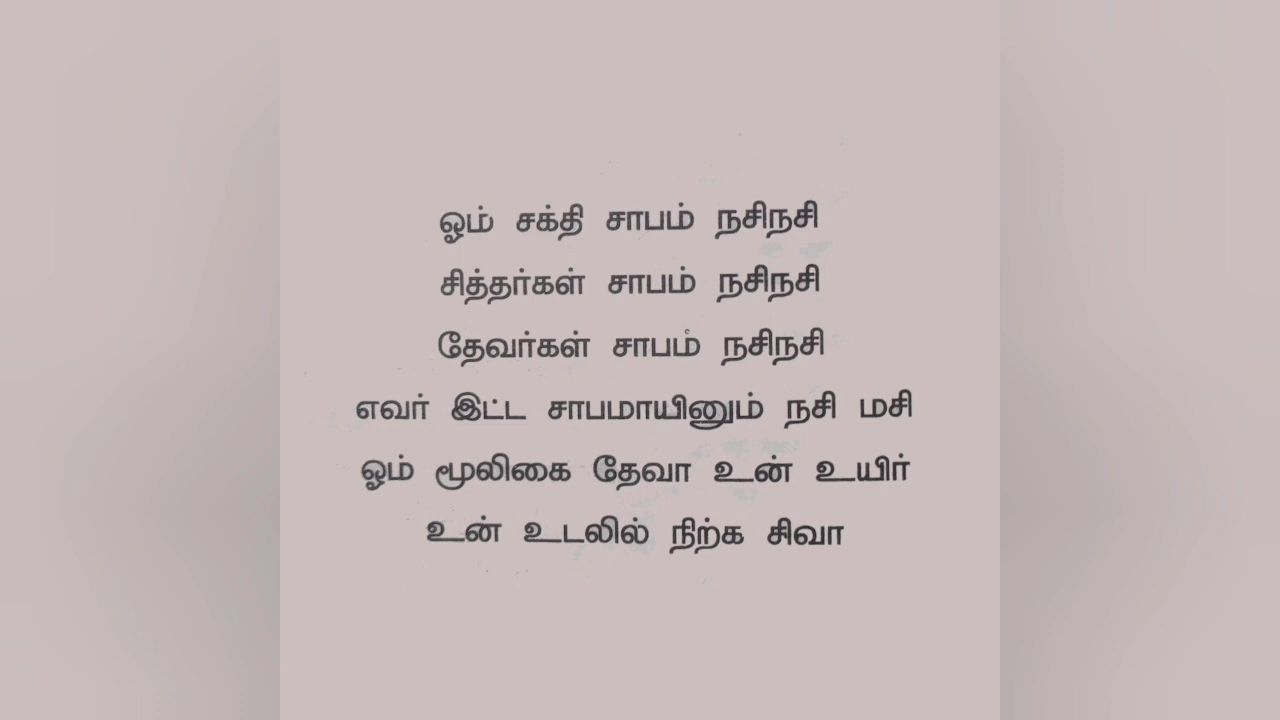 ஓம் சக்தி சாபம் நசிநசி
சித்தர்கள் சாபம் நசிநசி
தேவர்கள் சாபம் நசிநசி
எவர் இட்ட சாபமாயினும் நசி மசி
ஓம் மூலிகை தேவா உன் உயிர்
உன் உடலில் நிற்க சிவா